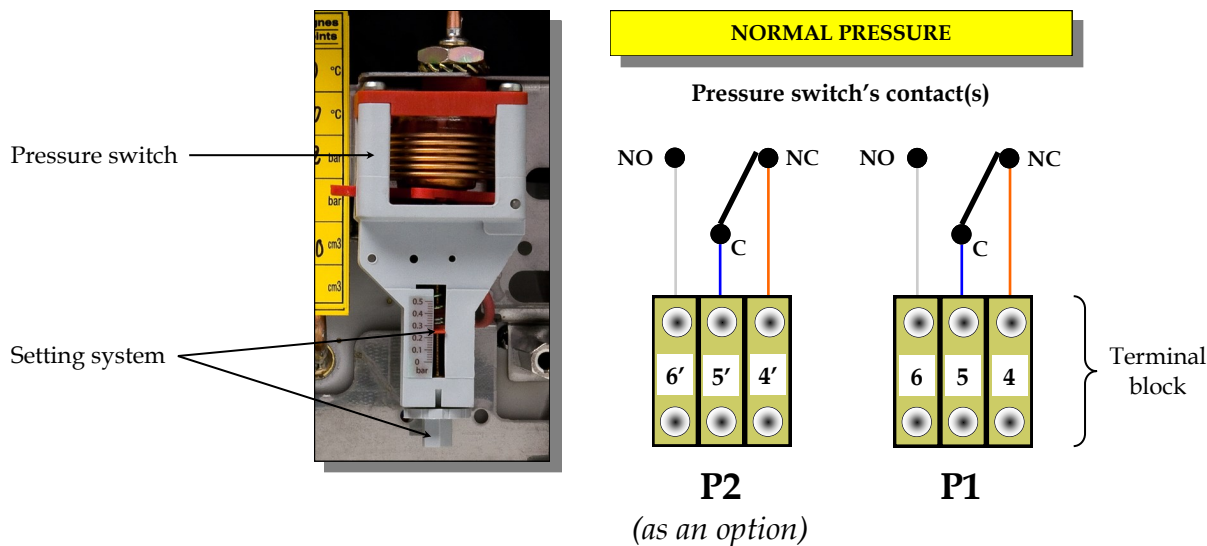 NORMAL PRESSURE
Pressure switch's contact(s)
Pressure switch
Setting system
gnes
oints
°C
°C
bar
bar
cm3
cm3
0.5
0.4
0.3
0.2
0.1
0
bar
NO
NC
C
6' 5' 4'
P2
(as an option)
NO
NC
C
6 5 4
P1
Terminal
block